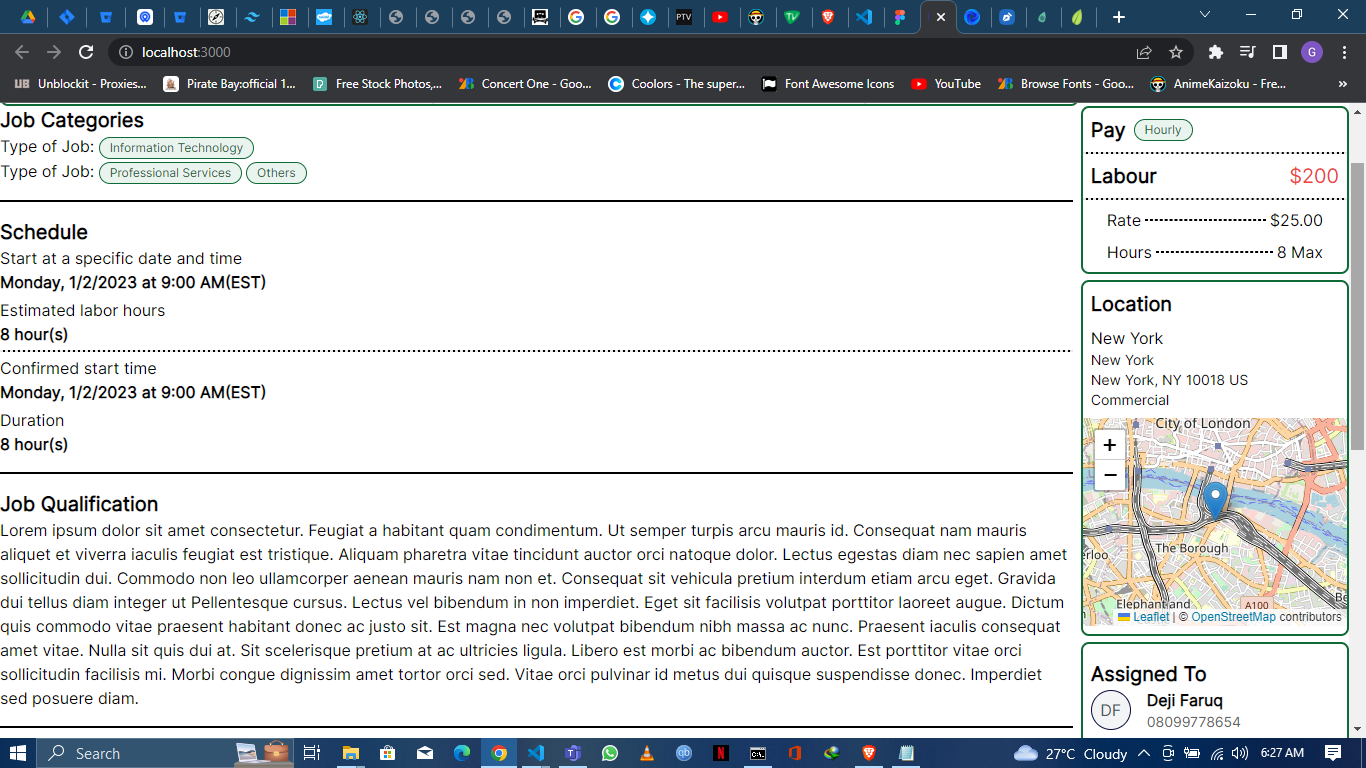 PTV
localhost:3000
G
UB Unblockit - Proxies...
Pirate Bay:official 1...
Free Stock Photos,...
Concert One - Goo...
Coolors - The super...
Font Awesome Icons
YouTube
Browse Fonts - Goo...
AnimeKaizoku - Fre...
»
Job Categories
Type of Job: Information Technology
Type of Job: Professional Services Others
Schedule
Start at a specific date and time
Monday, 1/2/2023 at 9:00 AM(EST)
Estimated labor hours
8 hour(s)
Confirmed start time
Monday, 1/2/2023 at 9:00 AM(EST)
Duration
8 hour(s)
Job Qualification
Lorem ipsum dolor sit amet consectetur. Feugiat a habitant quam condimentum. Ut semper turpis arcu mauris id. Consequat nam mauris
aliquet et viverra iaculis feugiat est tristique. Aliquam pharetra vitae tincidunt auctor orci natoque dolor. Lectus egestas diam nec sapien amet
sollicitudin dui. Commodo non leo ullamcorper aenean mauris nam non et. Consequat sit vehicula pretium interdum etiam arcu eget. Gravida
dui tellus diam integer ut Pellentesque cursus. Lectus vel bibendum in non imperdiet. Eget sit facilisis volutpat porttitor laoreet augue. Dictum
quis commodo vitae praesent habitant donec ac justo sit. Est magna nec volutpat bibendum nibh massa ac nunc. Praesent iaculis consequat
amet vitae. Nulla sit quis dui at. Sit scelerisque pretium at ac ultricies ligula. Libero est morbi ac bibendum auctor. Est porttitor vitae orci
sollicitudin facilisis mi. Morbi congue dignissim amet tortor orci sed. Vitae orci pulvinar id metus dui quisque suspendisse donec. Imperdiet
sed posuere diam.
Pay Hourly
Labour $200
Rate $25.00
Hours 8 Max
Location
New York
New York
New York, NY 10018 US
Commercial
City of London
+
−
The Borough
erloo
Elephant and
A100
Be
Leaflet | © OpenStreetMap contributors
Assigned To
DF Deji Faruq
08099778654
Search
27°C Cloudy
6:27 AM